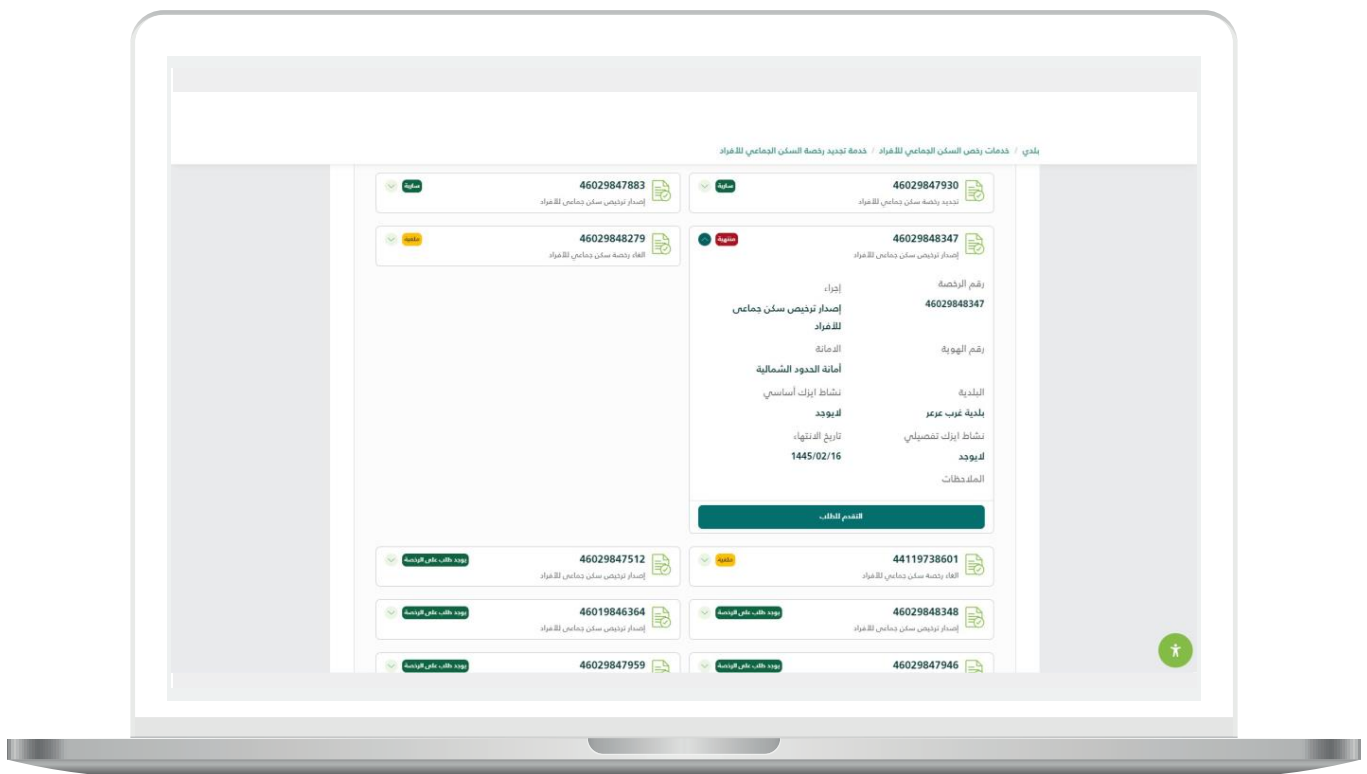 بلدي / خدمات رخص السكن الجماعي للأفراد / خدمة تجديد رخصة السكن الجماعي للأفراد
46029847930
سارية
تجديد رخصة سكن جماعي للأفراد
46029847883
سارية
إصدار ترخيص سكن جماعي للأفراد
46029848347
منتهية
إصدار ترخيص سكن جماعي للأفراد
46029848279
ملغية
الغاء رخصة سكن جماعي للأفراد
رقم الرخصة
46029848347
إجراء
إصدار ترخيص سكن جماعي
للأفراد
رقم الهوية
الامانة
أمانة الحدود الشمالية
البلدية
بلدية غرب عرعر
نشاط ايزك أساسي
لايوجد
نشاط ايزك تفصيلي
لايوجد
تاريخ الانتهاء
1445/02/16
الملاحظات
التقدم للطلب
44119738601
ملغية
الغاء رخصة سكن جماعي للأفراد
46029847512
يوجد طلب على الرخصة
إصدار ترخيص سكن جماعي للأفراد
46029848348
يوجد طلب على الرخصة
إصدار ترخيص سكن جماعي للأفراد
46019846364
يوجد طلب على الرخصة
إصدار ترخيص سكن جماعي للأفراد
46029847946
يوجد طلب على الرخصة
46029847959
يوجد طلب على الرخصة